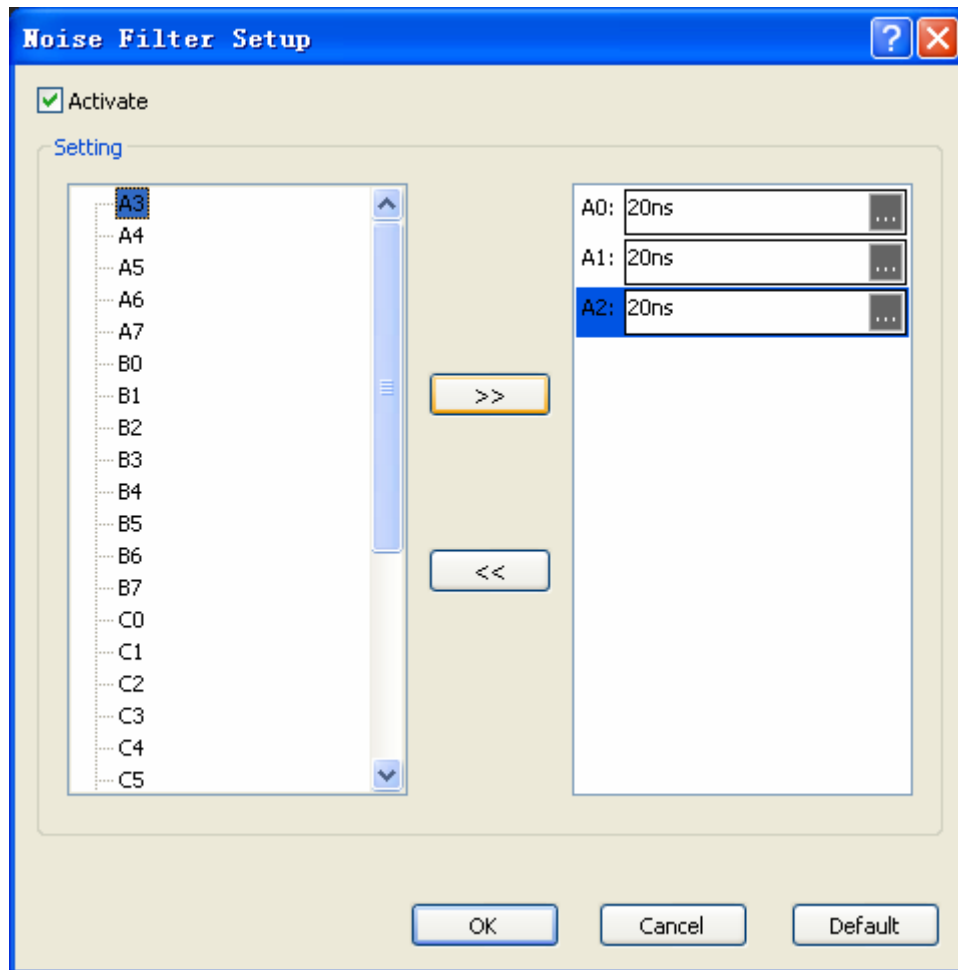 Noise Filter Setup
Activate
Setting
A3
A4
A5
A6
A7
B0
B1
B2
B3
B4
B5
B6
B7
C0
C1
C2
C3
C4
C5
>>
<<
A0: 20ns ...
A1: 20ns ...
A2: 20ns ...
OK Cancel Default